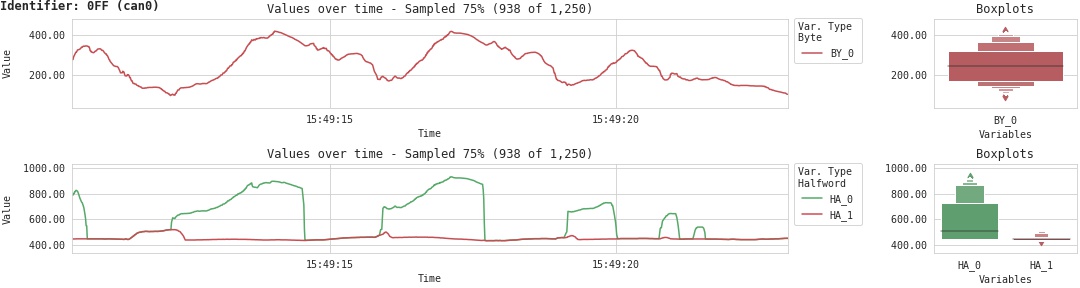 Identifier: 0FF (can0)
Values over time - Sampled 75% (938 of 1,250)
Boxplots
400.00
200.00
Value
15:49:15
15:49:20
Time
Var. Type
Byte
BY_0
400.00
200.00
BY_0
Variables
Values over time - Sampled 75% (938 of 1,250)
Boxplots
1000.00
800.00
600.00
400.00
Value
15:49:15
15:49:20
Time
Var. Type
Halfword
HA_0
HA_1
1000.00
800.00
600.00
400.00
HA_0
HA_1
Variables